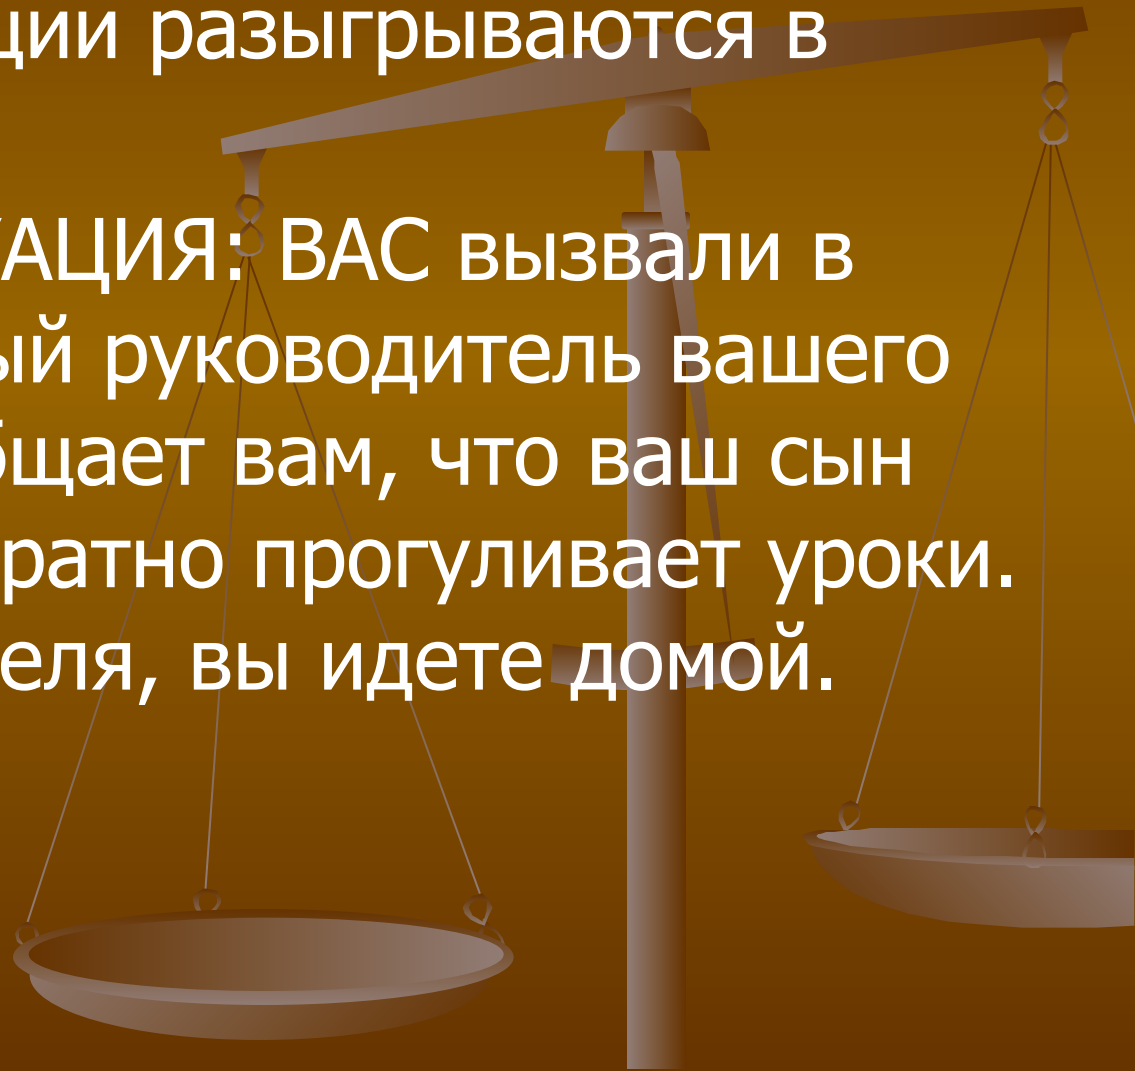 ции разыгрываются в
УАЦИЯ: ВАС вызвали в
ый руководитель вашего
бщает вам, что ваш сын
ратно прогуливает уроки.
еля, вы идете домой.